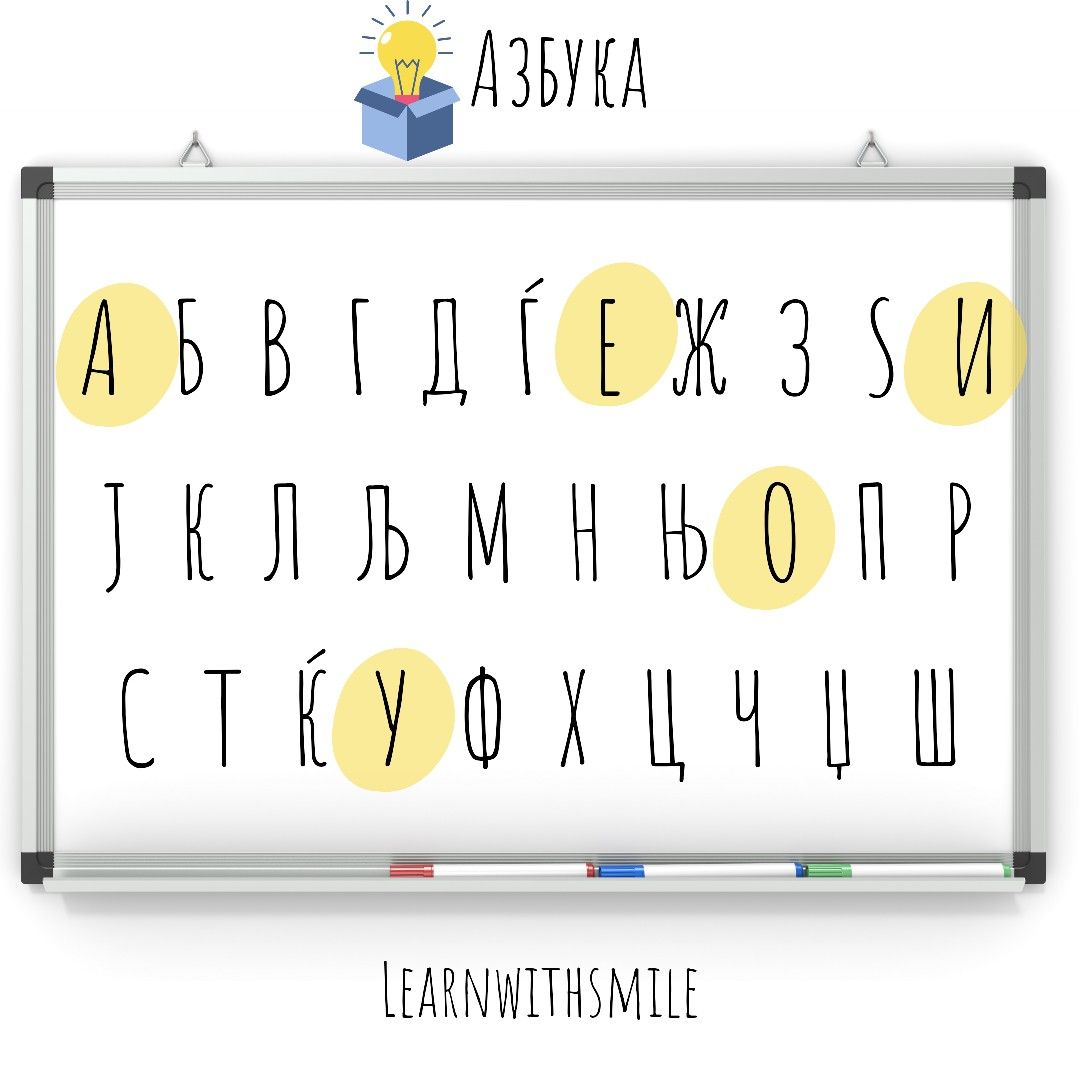 Азбука
А Б В Г Д Ѓ Е Ж З Ѕ И
Ј К Л Љ М Н Њ О П Р
С Т Ќ У Ф Х Ц Ч Џ Ш
Learnwithsmile